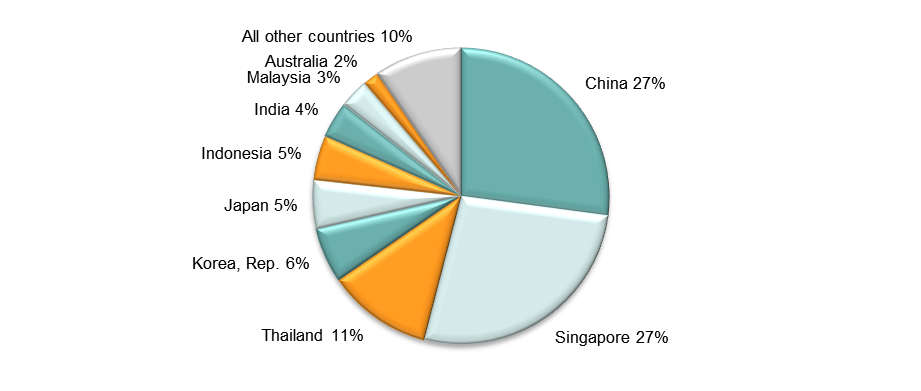 All other countries 10%
Australia 2%
Malaysia 3%
China 27%
India 4%
Indonesia 5%
Japan 5%
Korea, Rep. 6%
Thailand 11%
Singapore 27%